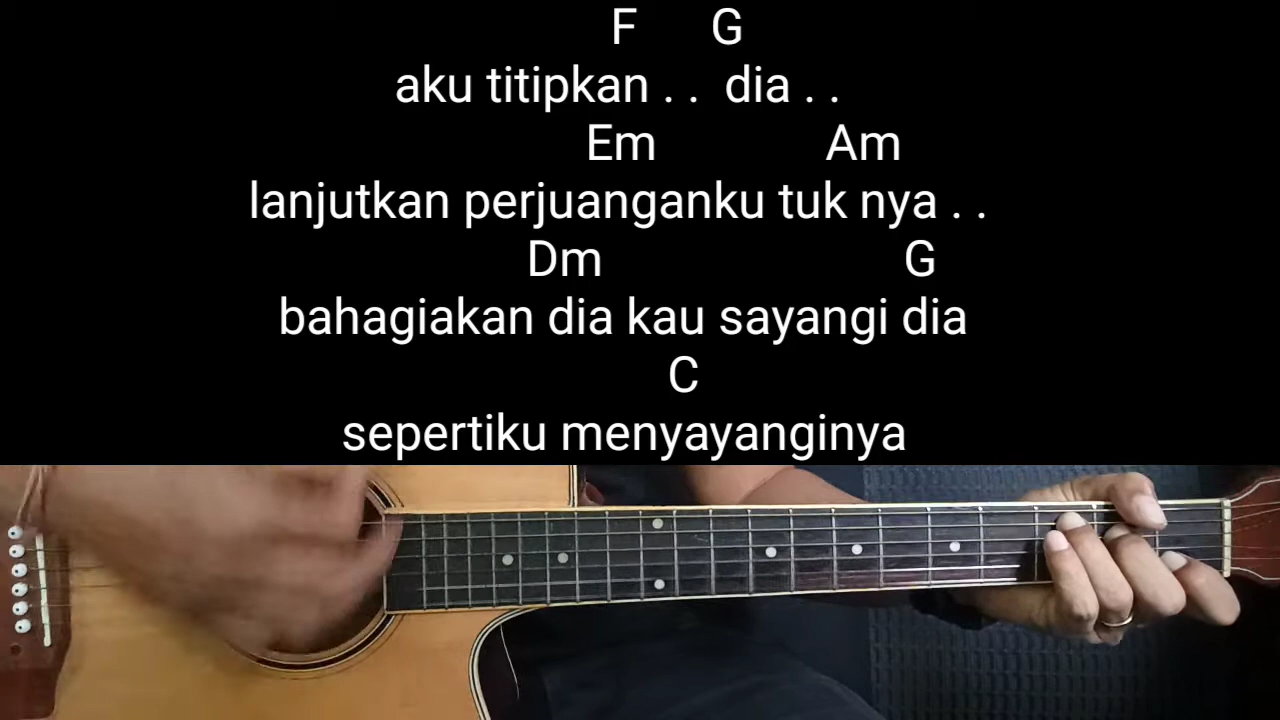 F G
aku titipkan . . dia . .
Em Am
lanjutkan perjuanganku tuk nya . .
Dm G
bahagiakan dia kau sayangi dia
C
sepertiku menyayanginya